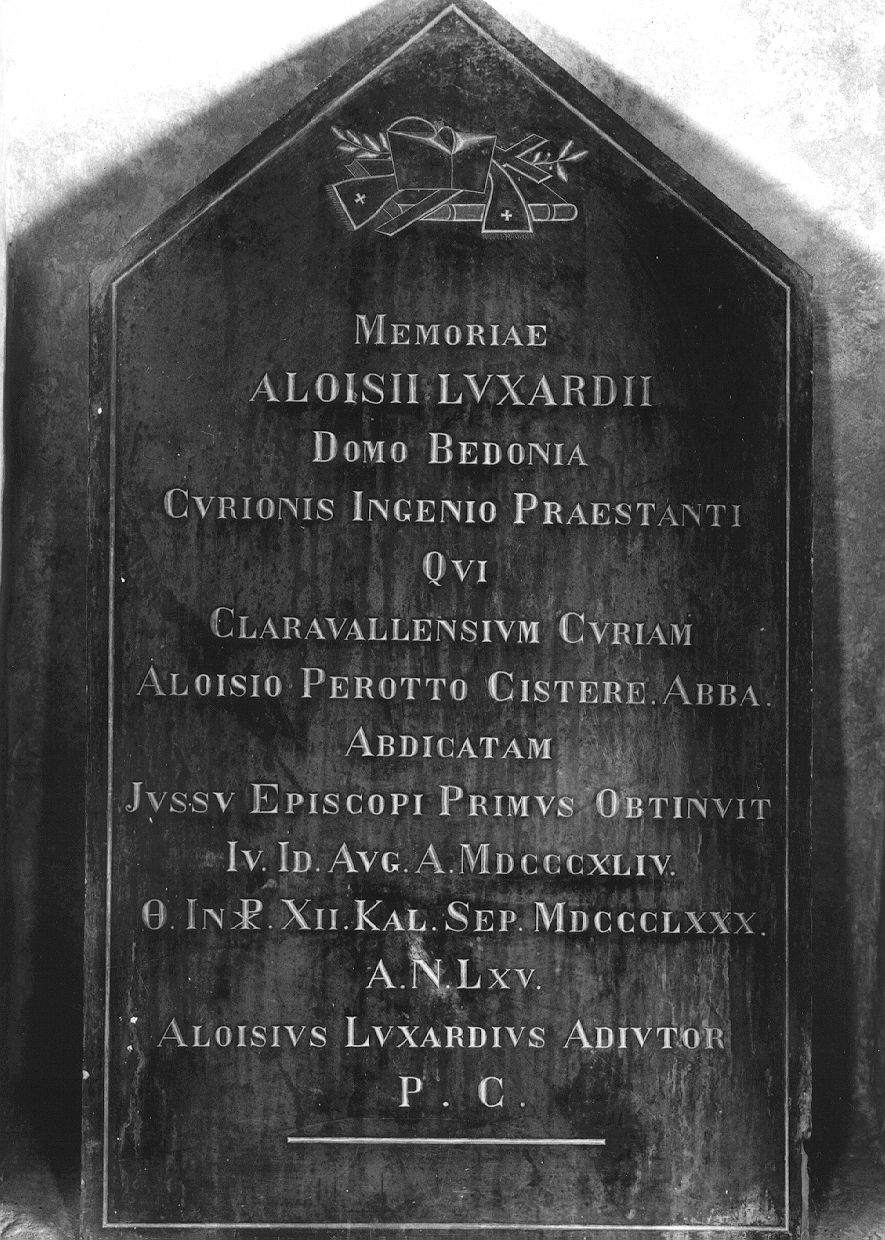 MEMORIAE
ALOISII LVXARDII
DOMO BEDONIA
CVRIONIS INGENIO PRAESTANTI
QVI
CLARAVALLENSIVM CVRIAM
ALOISIO PEROTTO CISTERE. ABBA.
ABDICATAM
JVSSV EPISCOPI PRIMVS OBTINVIT
IV. ID. AVG. A. MDCCCXLIV.
Θ. IN ☧. XII. KAL. SEP. MDCCCLXXX.
A. N. LXV.
ALOISIVS LVXARDIVS ADIVTOR
P. C.